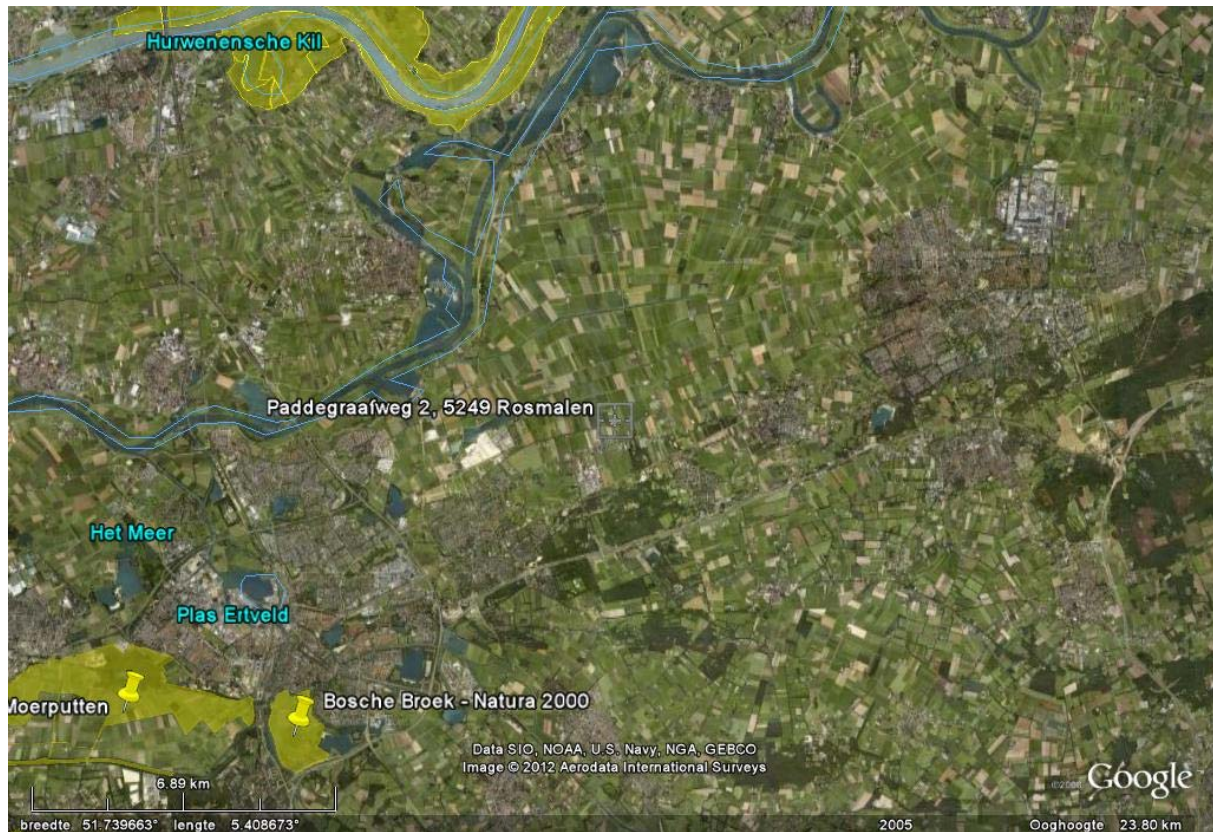 Hurwenensche Kil
Paddegraafweg 2, 5249 Rosmalen
Het Meer
Plas Ertveld
Moerputten
Bosche Broek - Natura 2000
Data SIO, NOAA, U.S. Navy, NGA, GEBCO
Image © 2012 Aerodata International Surveys
Google
6.89 km
breedte 51.739663° lengte 5.408673°
2005
Ooghoogte 23.80 km